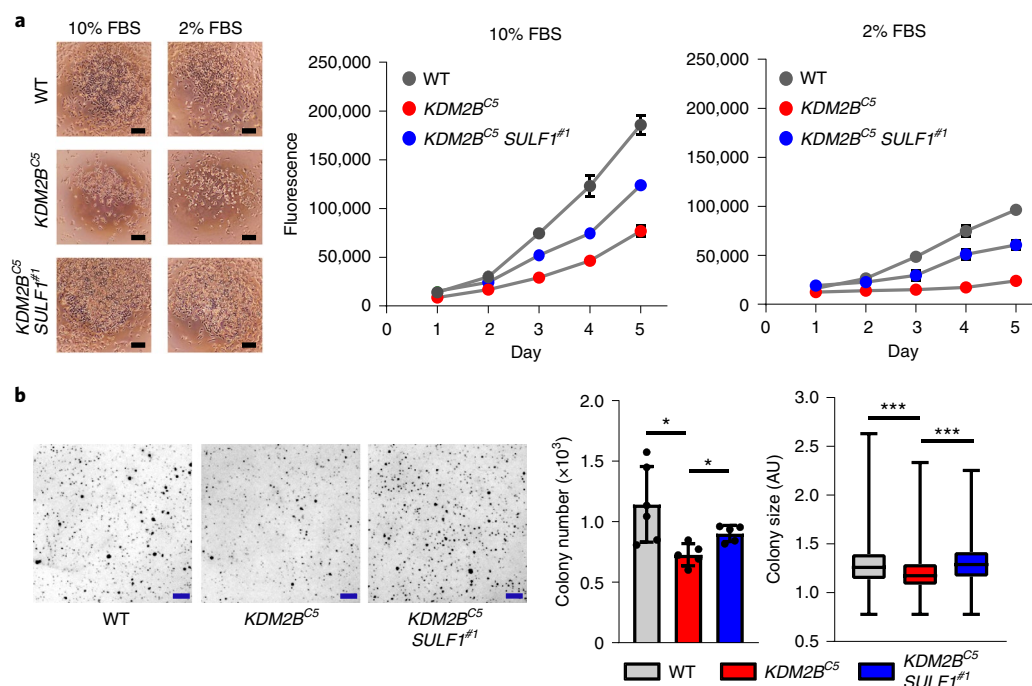 a
10% FBS 2% FBS
WT
KDM2B^C5
KDM2B^C5
SULF1^#1
10% FBS
250,000
200,000
150,000
100,000
50,000
0
Fluorescence
WT
KDM2B^C5
KDM2B^C5 SULF1^#1
0 1 2 3 4 5
Day
2% FBS
250,000
200,000
150,000
100,000
50,000
0
WT
KDM2B^C5
KDM2B^C5 SULF1^#1
0 1 2 3 4 5
Day
b
WT
KDM2B^C5
KDM2B^C5
SULF1^#1
Colony number (×10³)
2.0
1.5
1.0
0.5
0
*
*
Colony size (AU)
3.0
2.5
2.0
1.5
1.0
0.5
***
***
WT
KDM2B^C5
KDM2B^C5
SULF1^#1